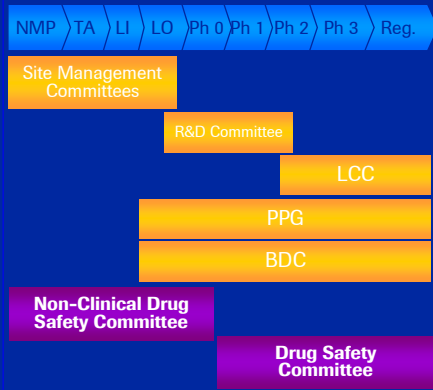 NMP TA LI LO Ph 0 Ph 1 Ph 2 Ph 3 Reg.
Site Management
Committees
R&D Committee
LCC
PPG
BDC
Non-Clinical Drug
Safety Committee
Drug Safety
Committee